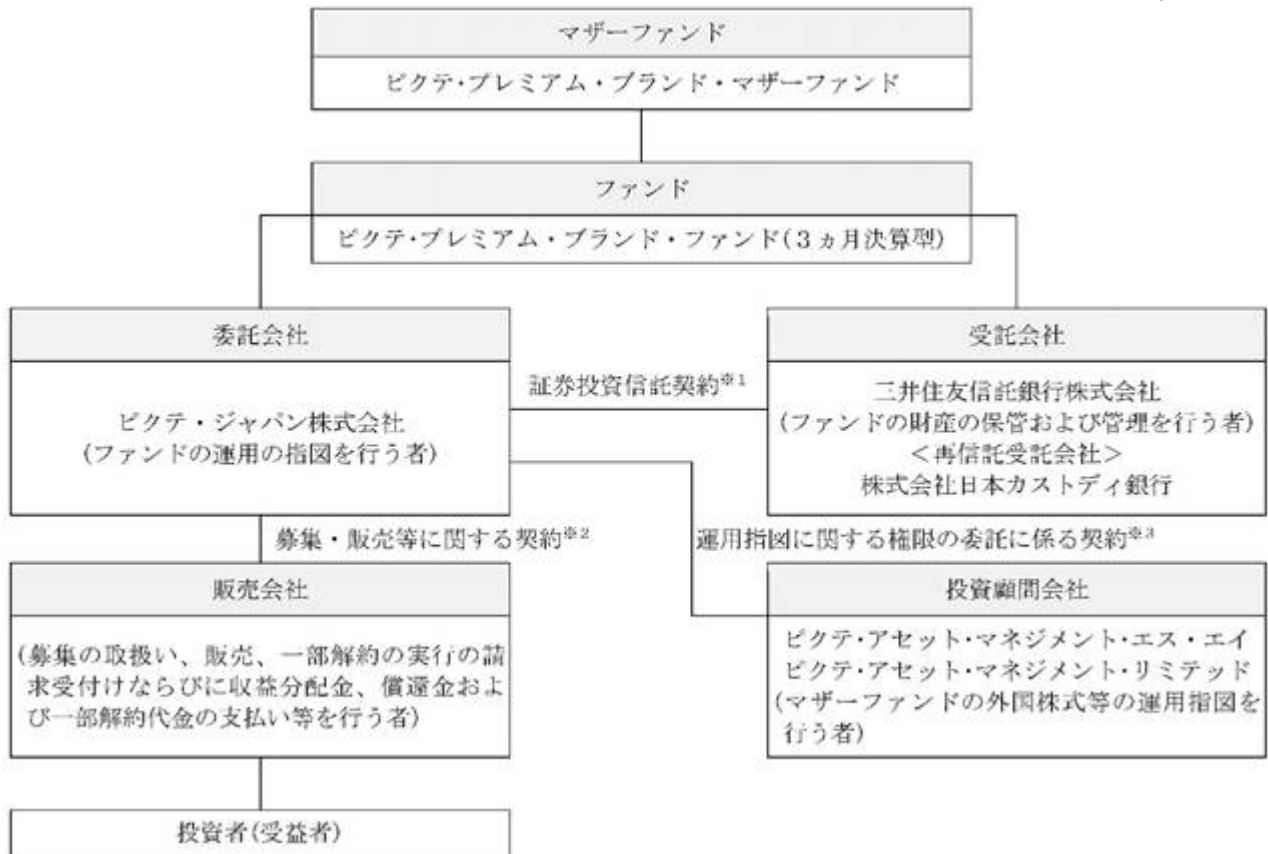 マザーファンド
ピクテ・プレミアム・ブランド・マザーファンド
ファンド
ピクテ・プレミアム・ブランド・ファンド(3ヵ月決算型)
委託会社
ピクテ・ジャパン株式会社
(ファンドの運用の指図を行う者)
証券投資信託契約※1
受託会社
三井住友信託銀行株式会社
(ファンドの財産の保管および管理を行う者)
<再信託受託会社>
株式会社日本カストディ銀行
募集・販売等に関する契約※2
運用指図に関する権限の委託に係る契約※3
販売会社
(募集の取扱い、販売、一部解約の実行の請
求受付けならびに収益分配金、償還金およ
び一部解約代金の支払い等を行う者)
投資顧問会社
ピクテ・アセット・マネジメント・エス・エイ
ピクテ・アセット・マネジメント・リミテッド
(マザーファンドの外国株式等の運用指図を
行う者)
投資者(受益者)